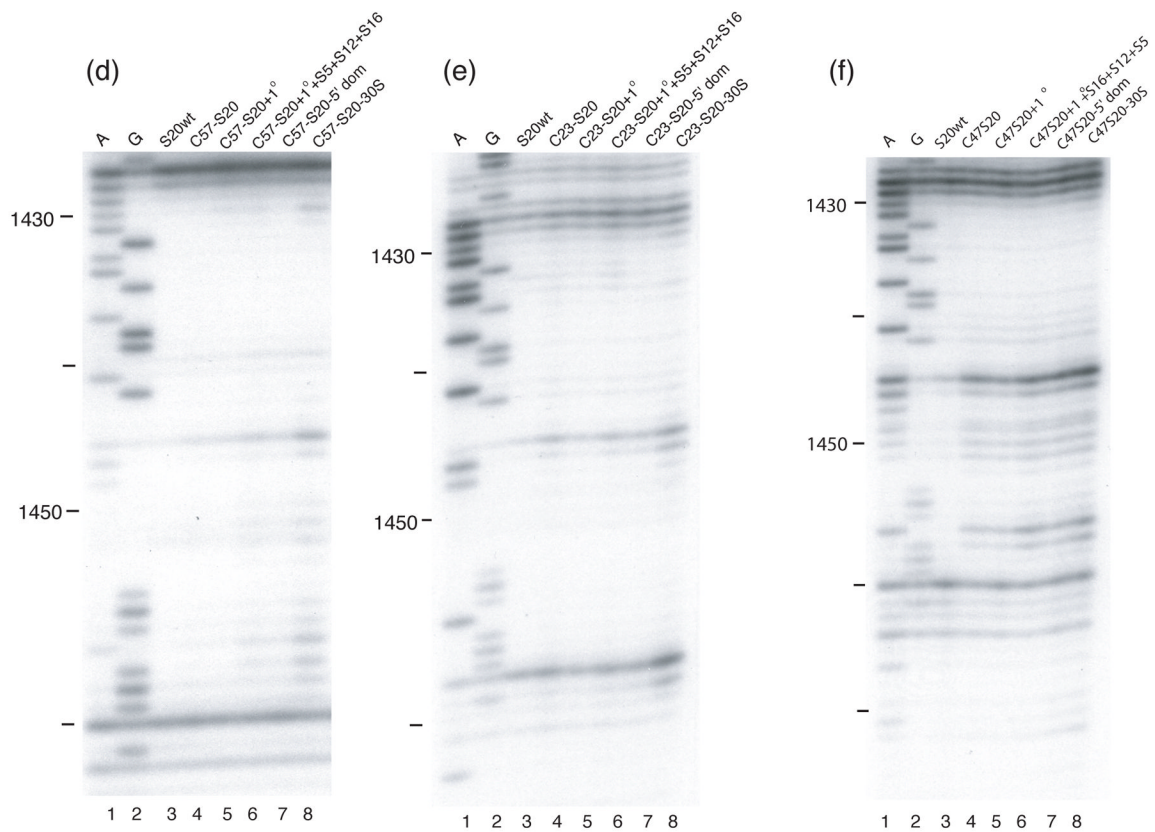 (d)
A
G
S20wt
C57-S20
C57-S20+1°
C57-S20+1°+S5+S12+S16
C57-S20-5' dom
C57-S20-30S
1430
1450
1 2 3 4 5 6 7 8
(e)
A
G
S20wt
C23-S20
C23-S20+1°
C23-S20+1°+S5+S12+S16
C23-S20-5' dom
C23-S20-30S
1430
1450
1 2 3 4 5 6 7 8
(f)
A
G
S20wt
C47S20
C47S20+1°
C47S20+1°+S16+S12+S5
C47S20-5' dom
C47S20-30S
1430
1450
1 2 3 4 5 6 7 8